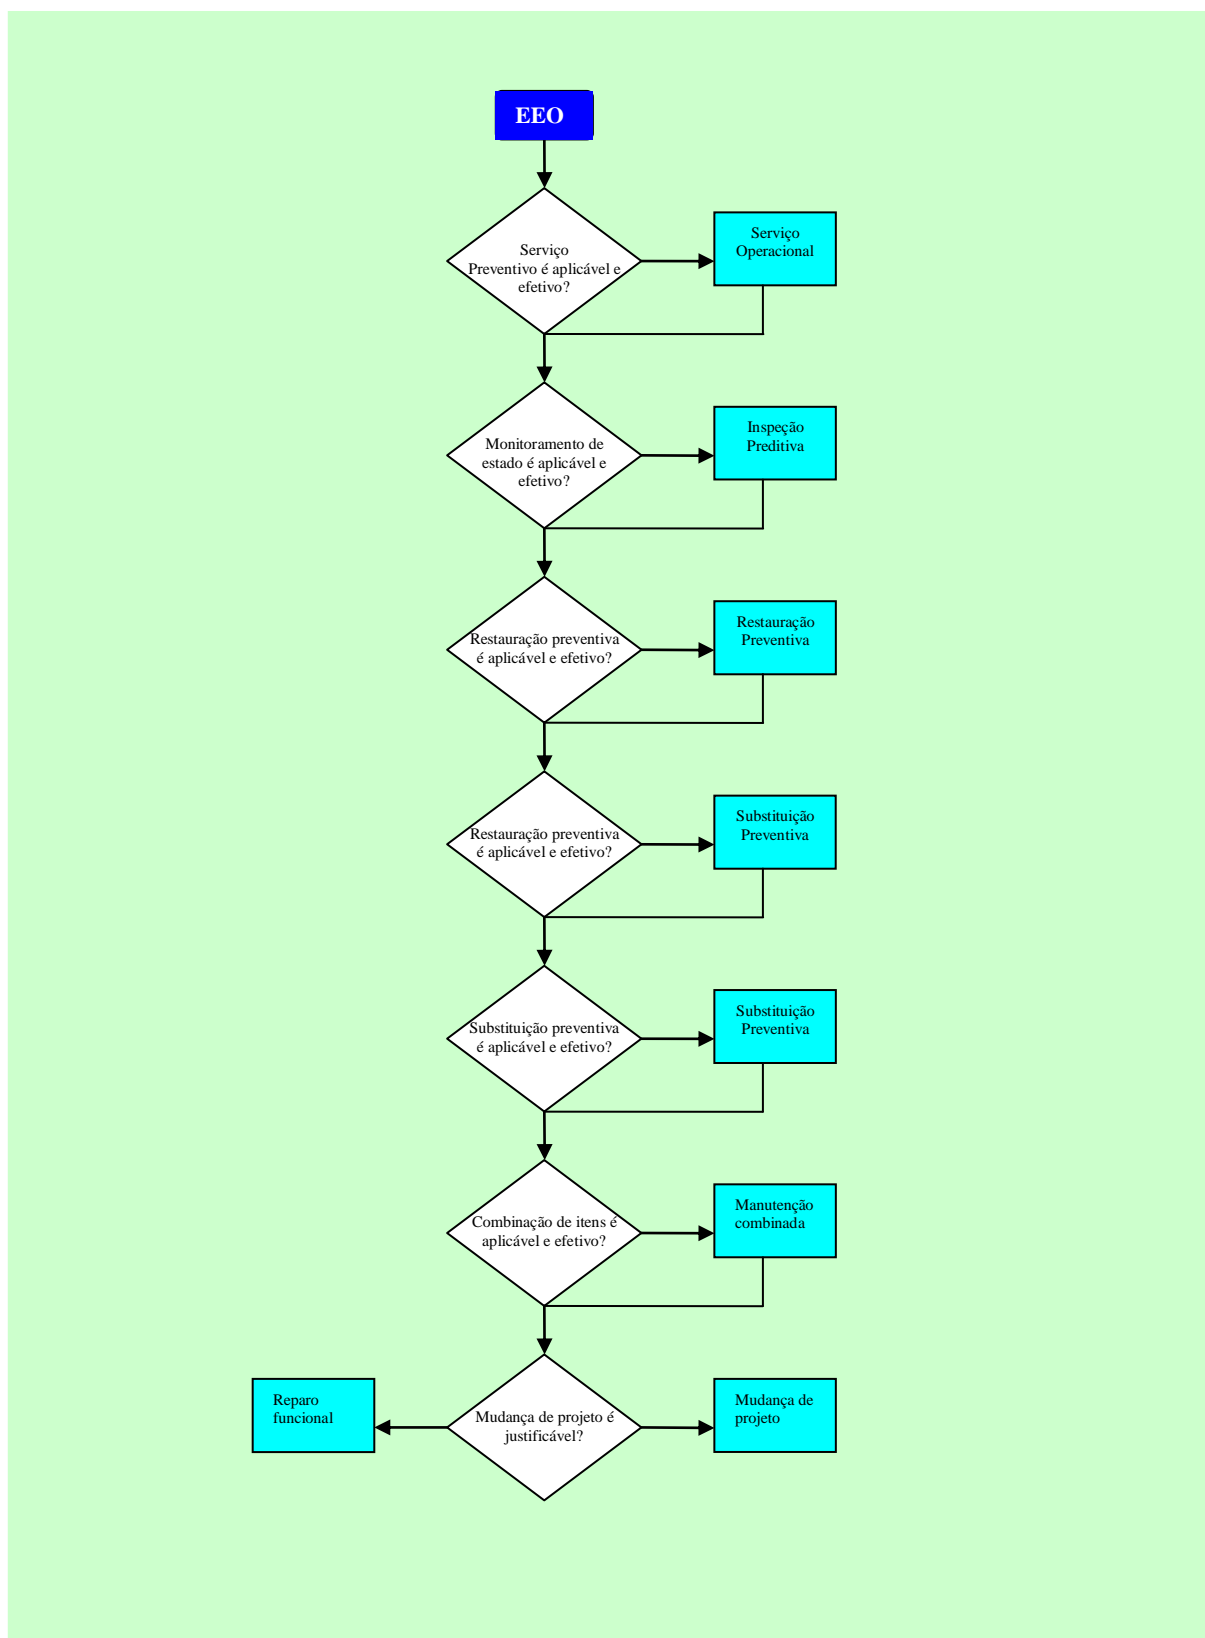 EEO
Serviço
Preventivo é aplicável e
efetivo?
Serviço
Operacional
Monitoramento de
estado é aplicável e
efetivo?
Inspeção
Preditiva
Restauração preventiva
é aplicável e efetivo?
Restauração
Preventiva
Restauração preventiva
é aplicável e efetivo?
Substituição
Preventiva
Substituição preventiva
é aplicável e efetivo?
Substituição
Preventiva
Combinação de itens é
aplicável e efetivo?
Manutenção
combinada
Reparo
funcional
Mudança de projeto é
justificável?
Mudança de
projeto